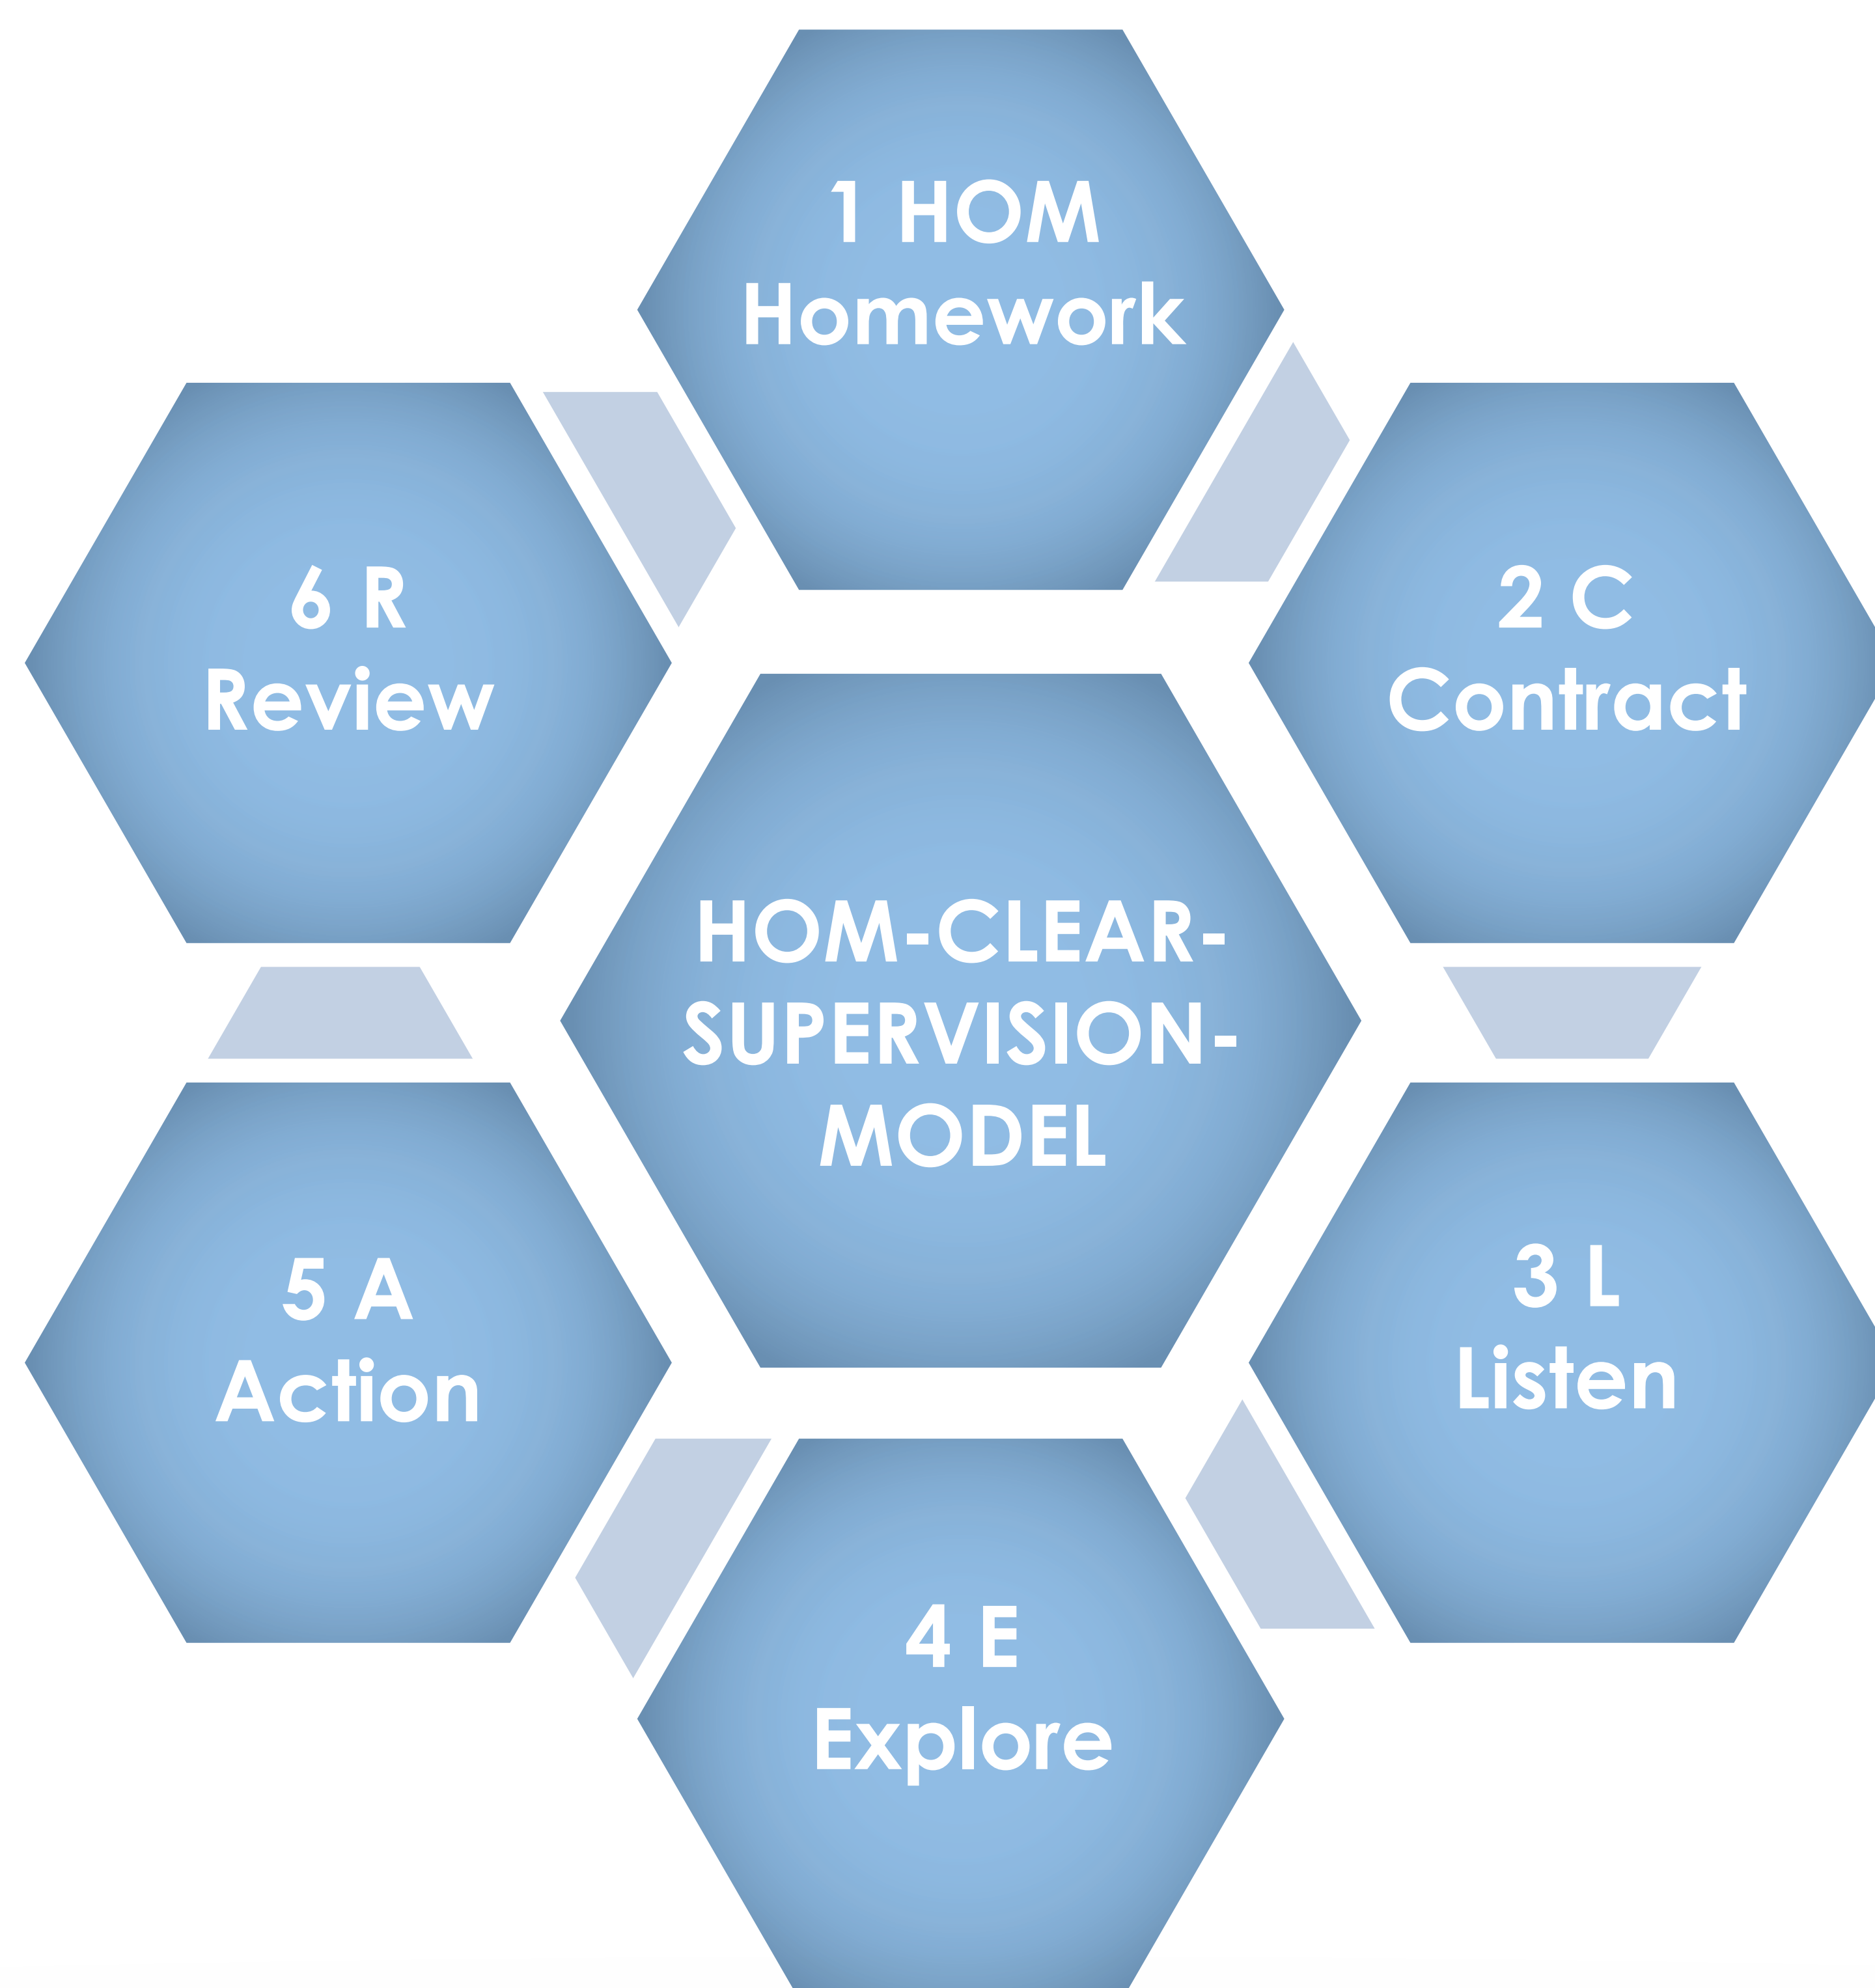 1 HOM
Homework
2 C
Contract
3 L
Listen
4 E
Explore
5 A
Action
6 R
Review
HOM-CLEAR-
SUPERVISION-
MODEL